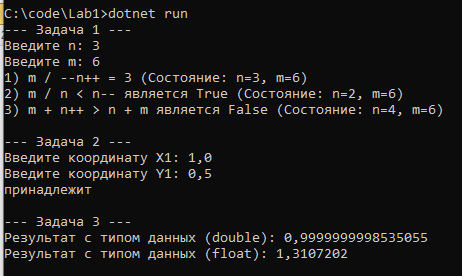 C:\code\Lab1>dotnet run
--- Задача 1 ---
Введите n: 3
Введите m: 6
1) m / --n++ = 3 (Состояние: n=3, m=6)
2) m / n < n-- является True (Состояние: n=2, m=6)
3) m + n++ > n + m является False (Состояние: n=4, m=6)
--- Задача 2 ---
Введите координату X1: 1,0
Введите координату Y1: 0,5
принадлежит
--- Задача 3 ---
Результат с типом данных (double): 0,9999999998535055
Результат с типом данных (float): 1,3107202